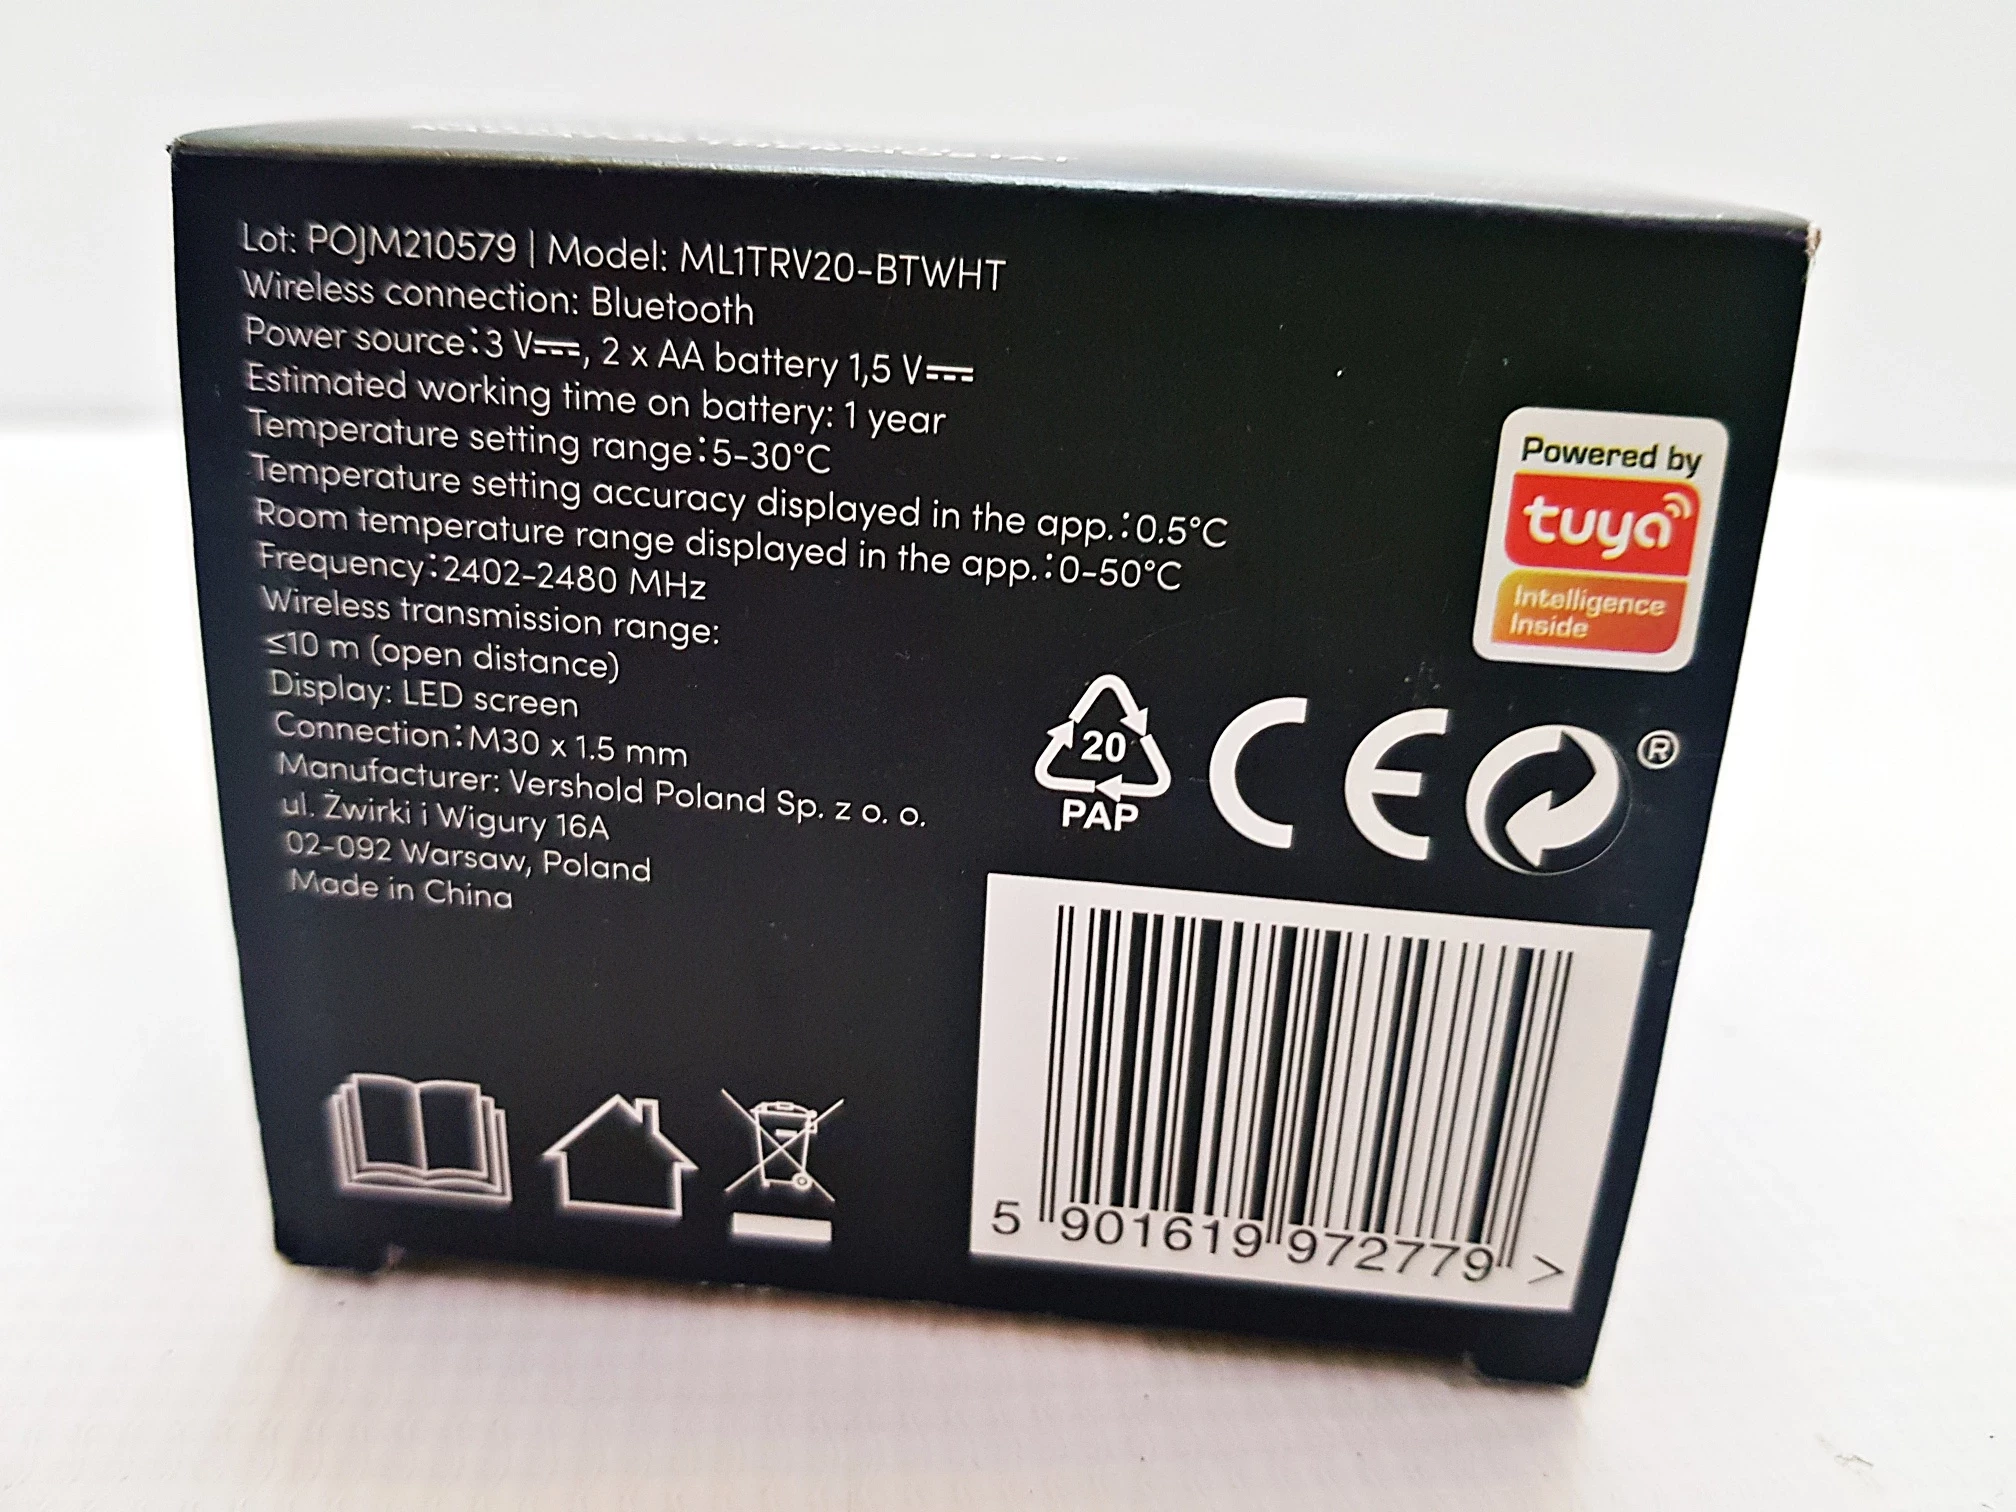 Lot: POJM210579 | Model: ML1TRV20-BTWHT
Wireless connection: Bluetooth
Power source:3 V⎓, 2 x AA battery 1,5 V⎓
Estimated working time on battery: 1 year
Temperature setting range:5-30°C
Temperature setting accuracy displayed in the app.:0.5°C
Room temperature range displayed in the app.:0-50°C
Frequency:2402-2480 MHz
Wireless transmission range:
≤10 m (open distance)
Display: LED screen
Connection:M30 x 1.5 mm
Manufacturer: Vershold Poland Sp. z o. o.
ul. Żwirki i Wigury 16A
02-092 Warsaw, Poland
Made in China
Powered by
tuya
Intelligence
Inside
20
PAP
CE
®
5 901619 972779 >